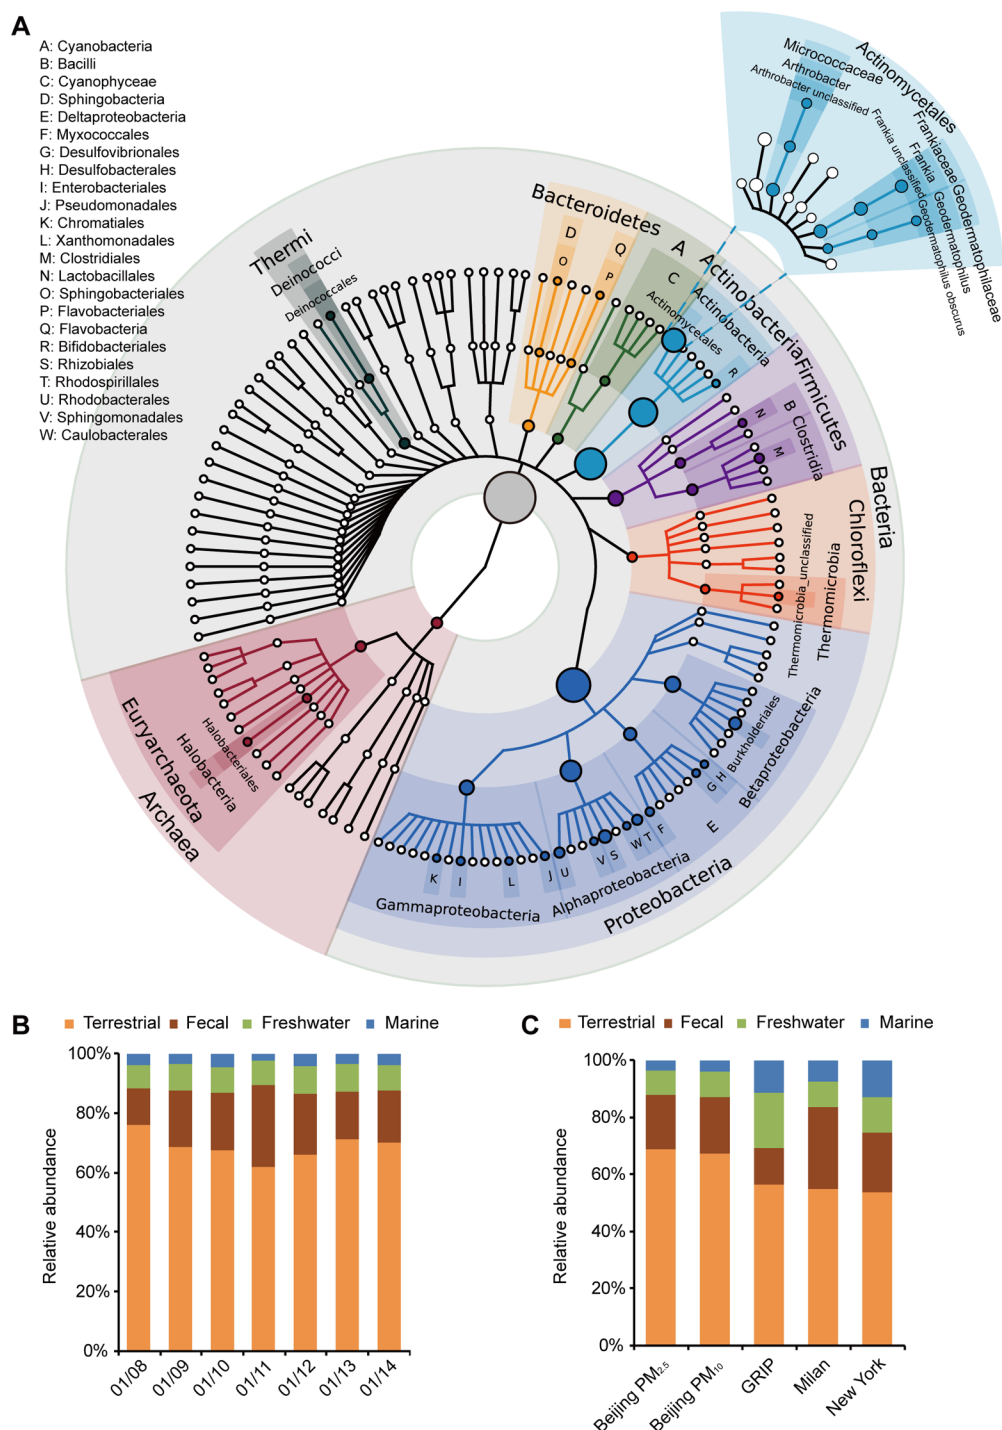 A
A: Cyanobacteria
B: Bacilli
C: Cyanophyceae
D: Sphingobacteria
E: Deltaproteobacteria
F: Myxococcales
G: Desulfovibrionales
H: Desulfobacterales
I: Enterobacteriales
J: Pseudomonadales
K: Chromatiales
L: Xanthomonadales
M: Clostridiales
N: Lactobacillales
O: Sphingobacteriales
P: Flavobacteriales
Q: Flavobacteria
R: Bifidobacteriales
S: Rhizobiales
T: Rhodospirillales
U: Rhodobacterales
V: Sphingomonadales
W: Caulobacterales
Actinomycetales
Micrococcaceae
Arthrobacter
Arthrobacter unclassified
Frankiaceae
Frankia
Frankia unclassified
Geodermatophilaceae
Geodermatophilus
Geodermatophilus obscurus
Thermi
Deinococci
Deinococcales
Bacteroidetes
D
O
Q
P
A
C
Actinobacteria
Actinobacteria
Actinomycetales
R
Firmicutes
N
B
Clostridia
M
Bacteria
Chloroflexi
Thermomicrobia
Thermomicrobia_unclassified
Proteobacteria
Betaproteobacteria
Burkholderiales
G
H
E
F
T
W
Alphaproteobacteria
S
V
U
J
Gammaproteobacteria
L
I
K
Archaea
Euryarchaeota
Halobacteria
Halobacteriales
B
Terrestrial Fecal Freshwater Marine
Relative abundance
100%
80%
60%
40%
20%
0%
01/08 01/09 01/10 01/11 01/12 01/13 01/14
C
Terrestrial Fecal Freshwater Marine
Relative abundance
100%
80%
60%
40%
20%
0%
Beijing PM2.5 Beijing PM10 GRIP Milan New York